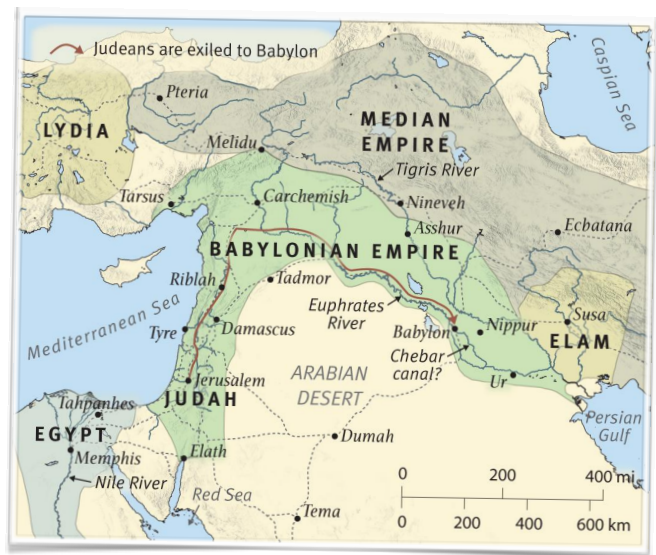 Judeans are exiled to Babylon
Caspian Sea
Pteria
LYDIA
MEDIAN
EMPIRE
Melidu
Tigris River
Tarsus
Carchemish
Nineveh
Asshur
Ecbatana
BABYLONIAN EMPIRE
Riblah
Tadmor
Mediterranean Sea
Euphrates
River
Susa
Tyre
Damascus
Babylon
Nippur
ELAM
Chebar
canal?
Jerusalem
ARABIAN
DESERT
Ur
JUDAH
Tahpanhes
Persian
Gulf
EGYPT
Dumah
Memphis
Elath
Nile River
Red Sea
0 200 400 mi
Tema
0 200 400 600 km